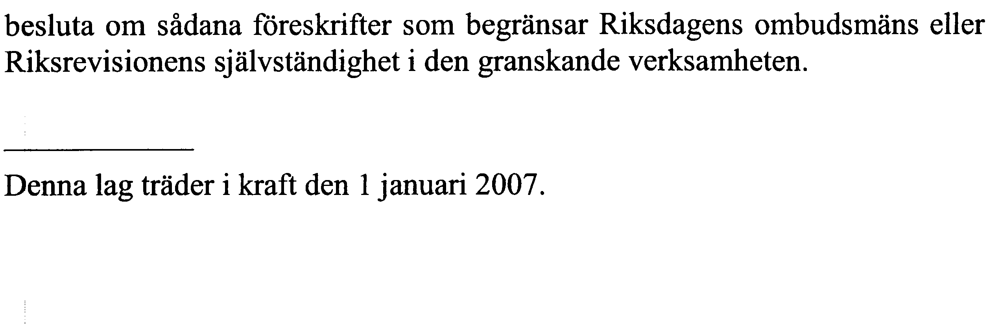 besluta om sådana föreskrifter som begränsar Riksdagens ombudsmäns eller
Riksrevisionens självständighet i den granskande verksamheten.
Denna lag träder i kraft den 1 januari 2007.